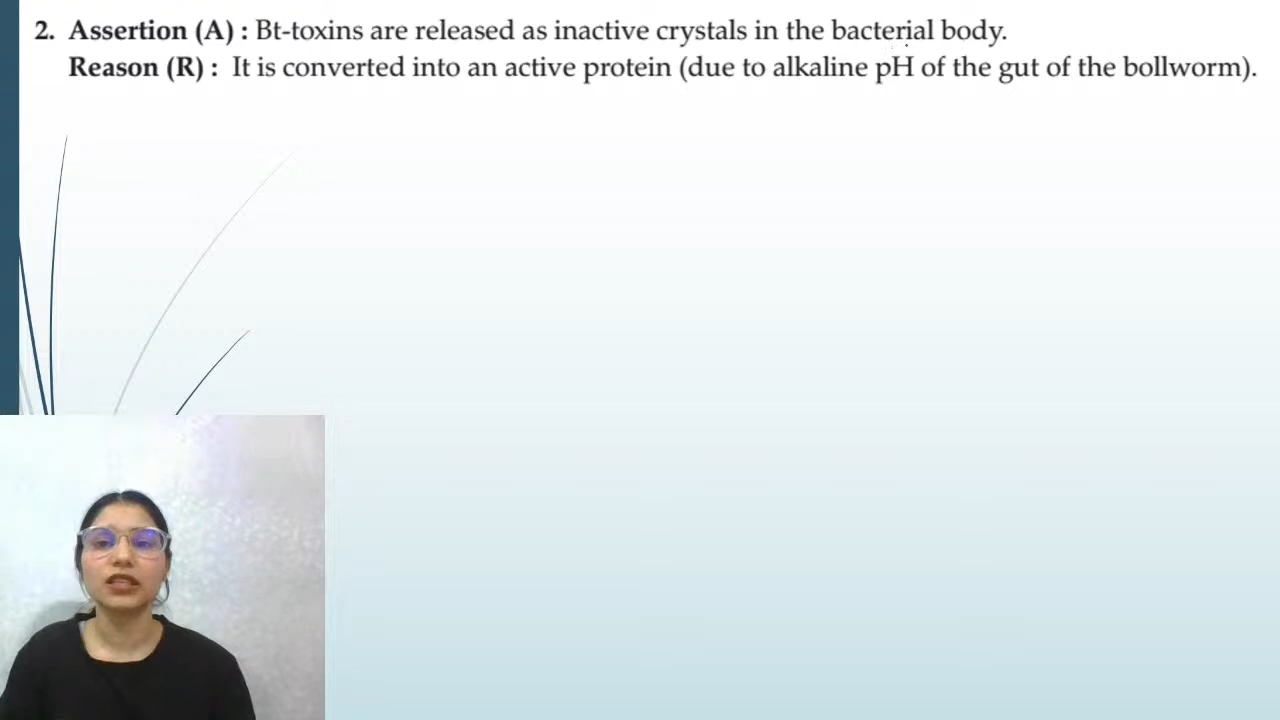 2. Assertion (A) : Bt-toxins are released as inactive crystals in the bacterial body.
Reason (R) : It is converted into an active protein (due to alkaline pH of the gut of the bollworm).